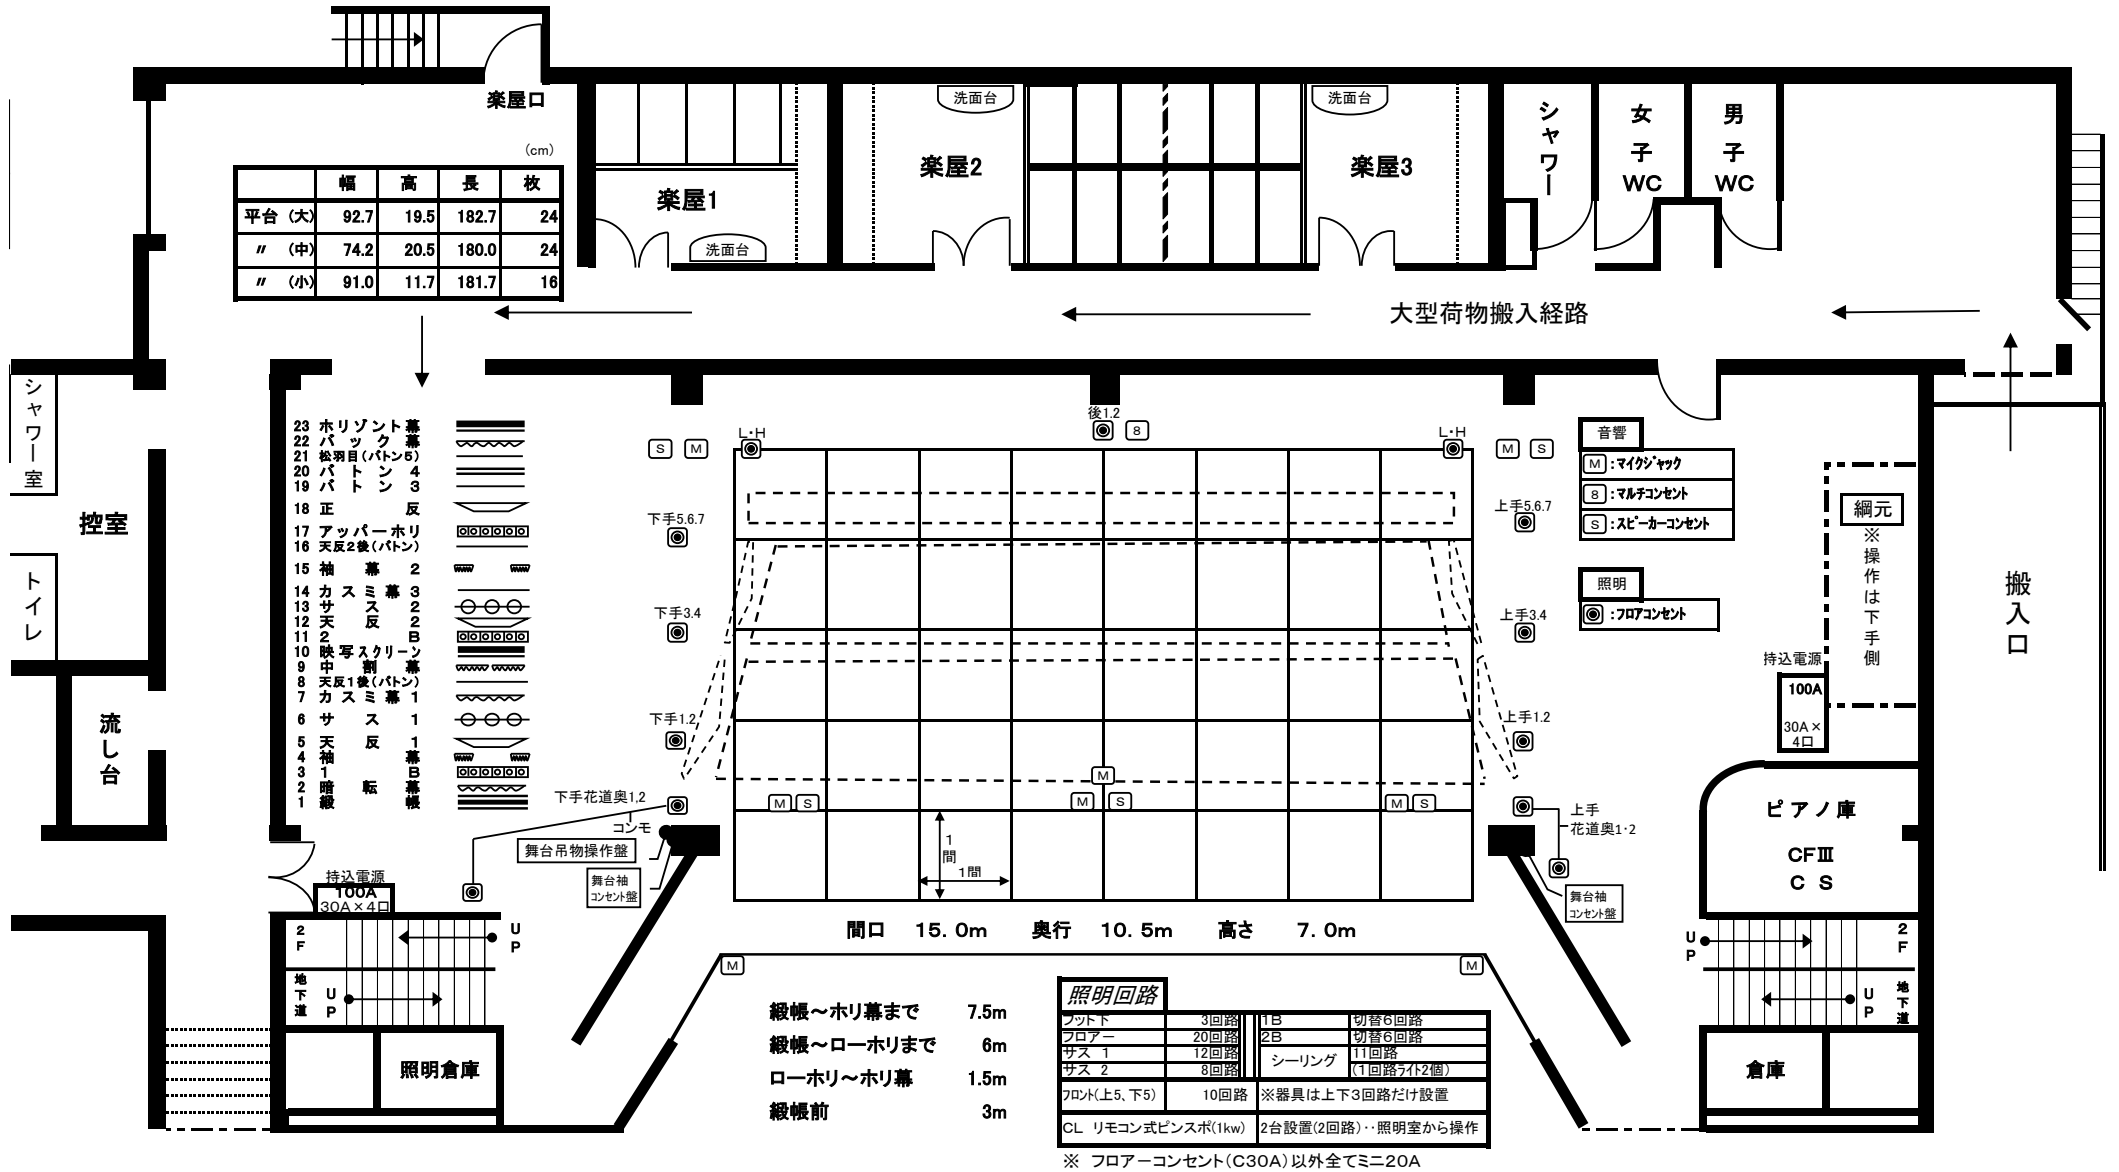 楽屋口
(cm)
幅 高 長 枚
平台 (大) 92.7 19.5 182.7 24
〃 (中) 74.2 20.5 180.0 24
〃 (小) 91.0 11.7 181.7 16
楽屋1
洗面台
楽屋2
洗面台
楽屋3
洗面台
シャワー
女子WC
男子WC
大型荷物搬入経路
シャワー室
控室
トイレ
流し台
23 ホリゾント幕
22 バック幕
21 松羽目(バトン5)
20 バトン4
19 バトン3
18 正反
17 アッパーホリ
16 天反2後(バトン)
15 袖幕2
14 カスミ幕3
13 サス2
12 天反2
11 2B
10 映写スクリーン
9 中割幕
8 天反1後(バトン)
7 カスミ幕1
6 サス1
5 天反1
4 袖幕
3 1B
2 暗転幕
1 緞帳
後1.2
8
S M
L・H
L・H
M S
下手5.6.7
下手3.4
下手1.2
下手花道奥1,2
コンモ
舞台吊物操作盤
舞台袖
コンセント盤
上手5.6.7
上手3.4
上手1.2
上手
花道奥1・2
舞台袖
コンセント盤
M
M S
M S
M S
1間
1間
音響
M :マイクジャック
8 :マルチコンセント
S :スピーカーコンセント
照明
:フロアコンセント
綱元
※操作は下手側
持込電源
100A
30A×
4口
搬入口
ピアノ庫
CFⅢ
C S
持込電源
100A
30A×4口
2F
UP
地下道
UP
照明倉庫
UP
2F
UP
地下道
倉庫
間口 15.0m 奥行 10.5m 高さ 7.0m
M
M
緞帳～ホリ幕まで 7.5m
緞帳～ローホリまで 6m
ローホリ～ホリ幕 1.5m
緞帳前 3m
照明回路
フット下 3回路 1B 切替6回路
フロアー 20回路 2B 切替6回路
サス 1 12回路 シーリング 11回路
サス 2 8回路 (1回路ライト2個)
フロント(上5、下5) 10回路 ※器具は上下3回路だけ設置
CL リモコン式ピンスポ(1kw) 2台設置(2回路)‥照明室から操作
※ フロアーコンセント(C30A)以外全てミニ20A